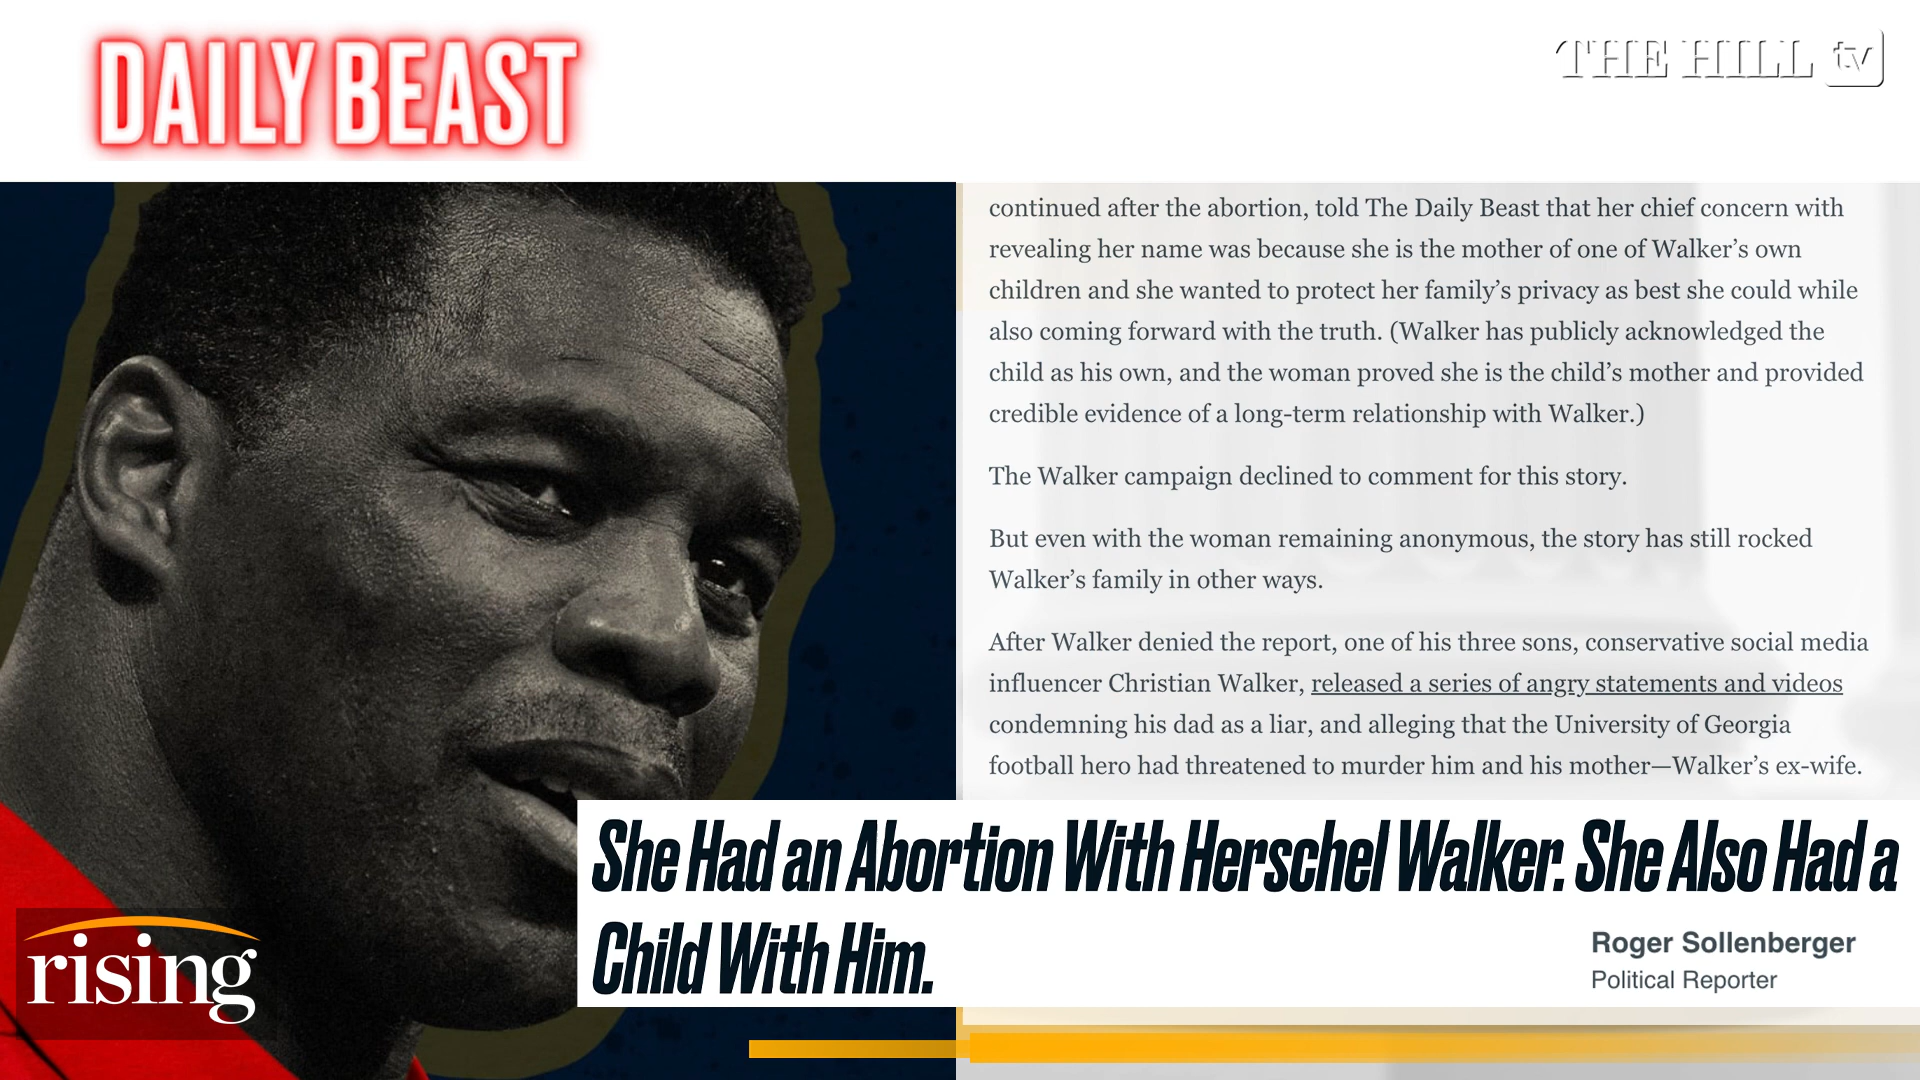 DAILY BEAST
THE HILL tv
continued after the abortion, told The Daily Beast that her chief concern with
revealing her name was because she is the mother of one of Walker’s own
children and she wanted to protect her family’s privacy as best she could while
also coming forward with the truth. (Walker has publicly acknowledged the
child as his own, and the woman proved she is the child’s mother and provided
credible evidence of a long-term relationship with Walker.)
The Walker campaign declined to comment for this story.
But even with the woman remaining anonymous, the story has still rocked
Walker’s family in other ways.
After Walker denied the report, one of his three sons, conservative social media
influencer Christian Walker, released a series of angry statements and videos
condemning his dad as a liar, and alleging that the University of Georgia
football hero had threatened to murder him and his mother—Walker’s ex-wife.
She Had an Abortion With Herschel Walker. She Also Had a
Child With Him.
Roger Sollenberger
Political Reporter
rising